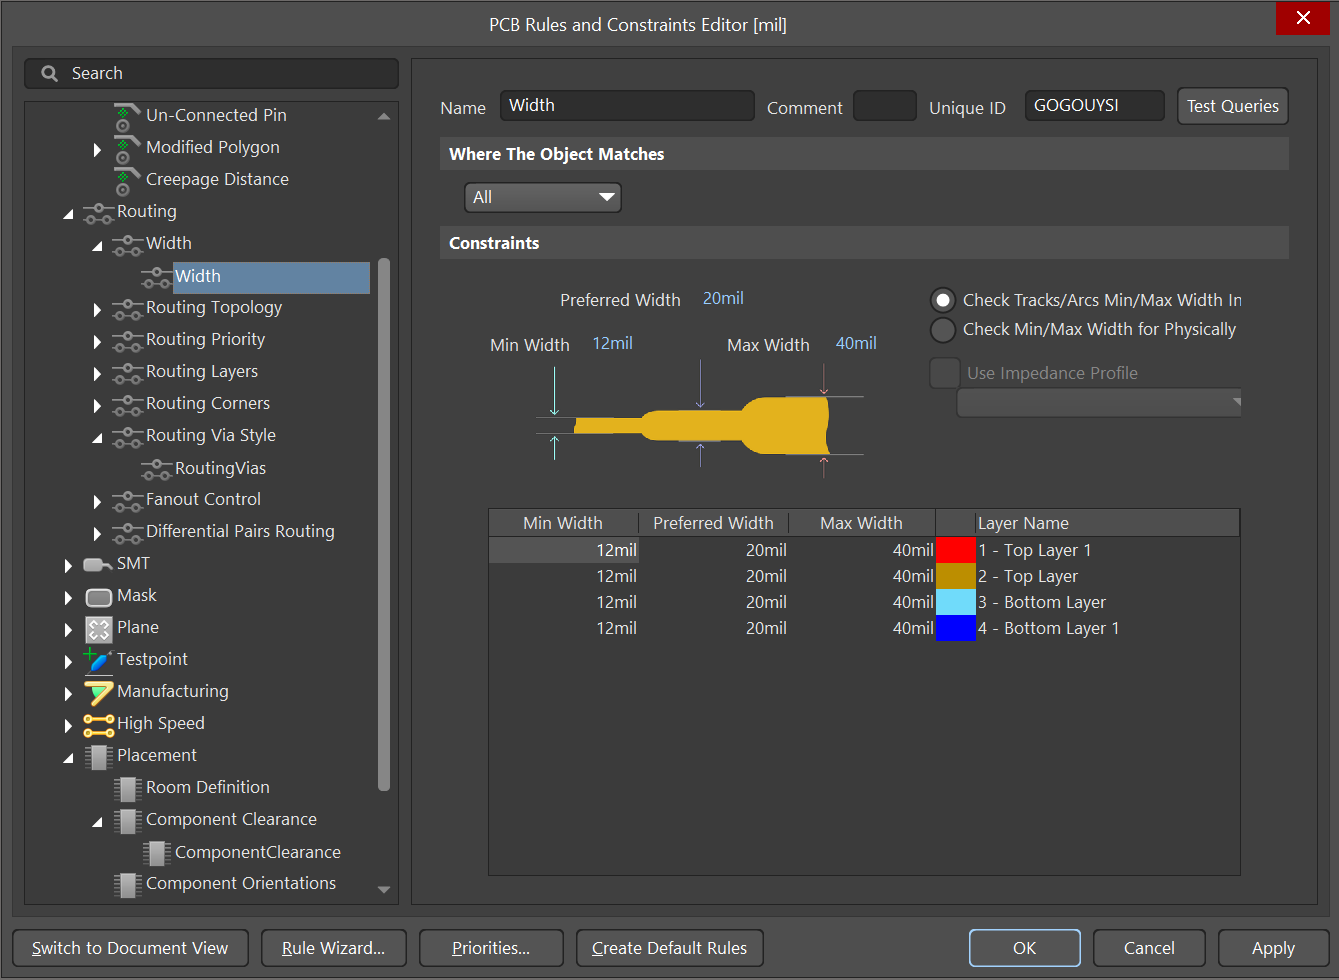 PCB Rules and Constraints Editor [mil]
Search
Un-Connected Pin
Modified Polygon
Creepage Distance
Routing
Width
Width
Routing Topology
Routing Priority
Routing Layers
Routing Corners
Routing Via Style
RoutingVias
Fanout Control
Differential Pairs Routing
SMT
Mask
Plane
Testpoint
Manufacturing
High Speed
Placement
Room Definition
Component Clearance
ComponentClearance
Component Orientations
Name Width Comment Unique ID GOGOUYSI Test Queries
Where The Object Matches
All
Constraints
Preferred Width 20mil
Min Width 12mil Max Width 40mil
Check Tracks/Arcs Min/Max Width In
Check Min/Max Width for Physically
Use Impedance Profile
Min Width Preferred Width Max Width Layer Name
12mil 20mil 40mil 1 - Top Layer 1
12mil 20mil 40mil 2 - Top Layer
12mil 20mil 40mil 3 - Bottom Layer
12mil 20mil 40mil 4 - Bottom Layer 1
Switch to Document View Rule Wizard... Priorities... Create Default Rules OK Cancel Apply